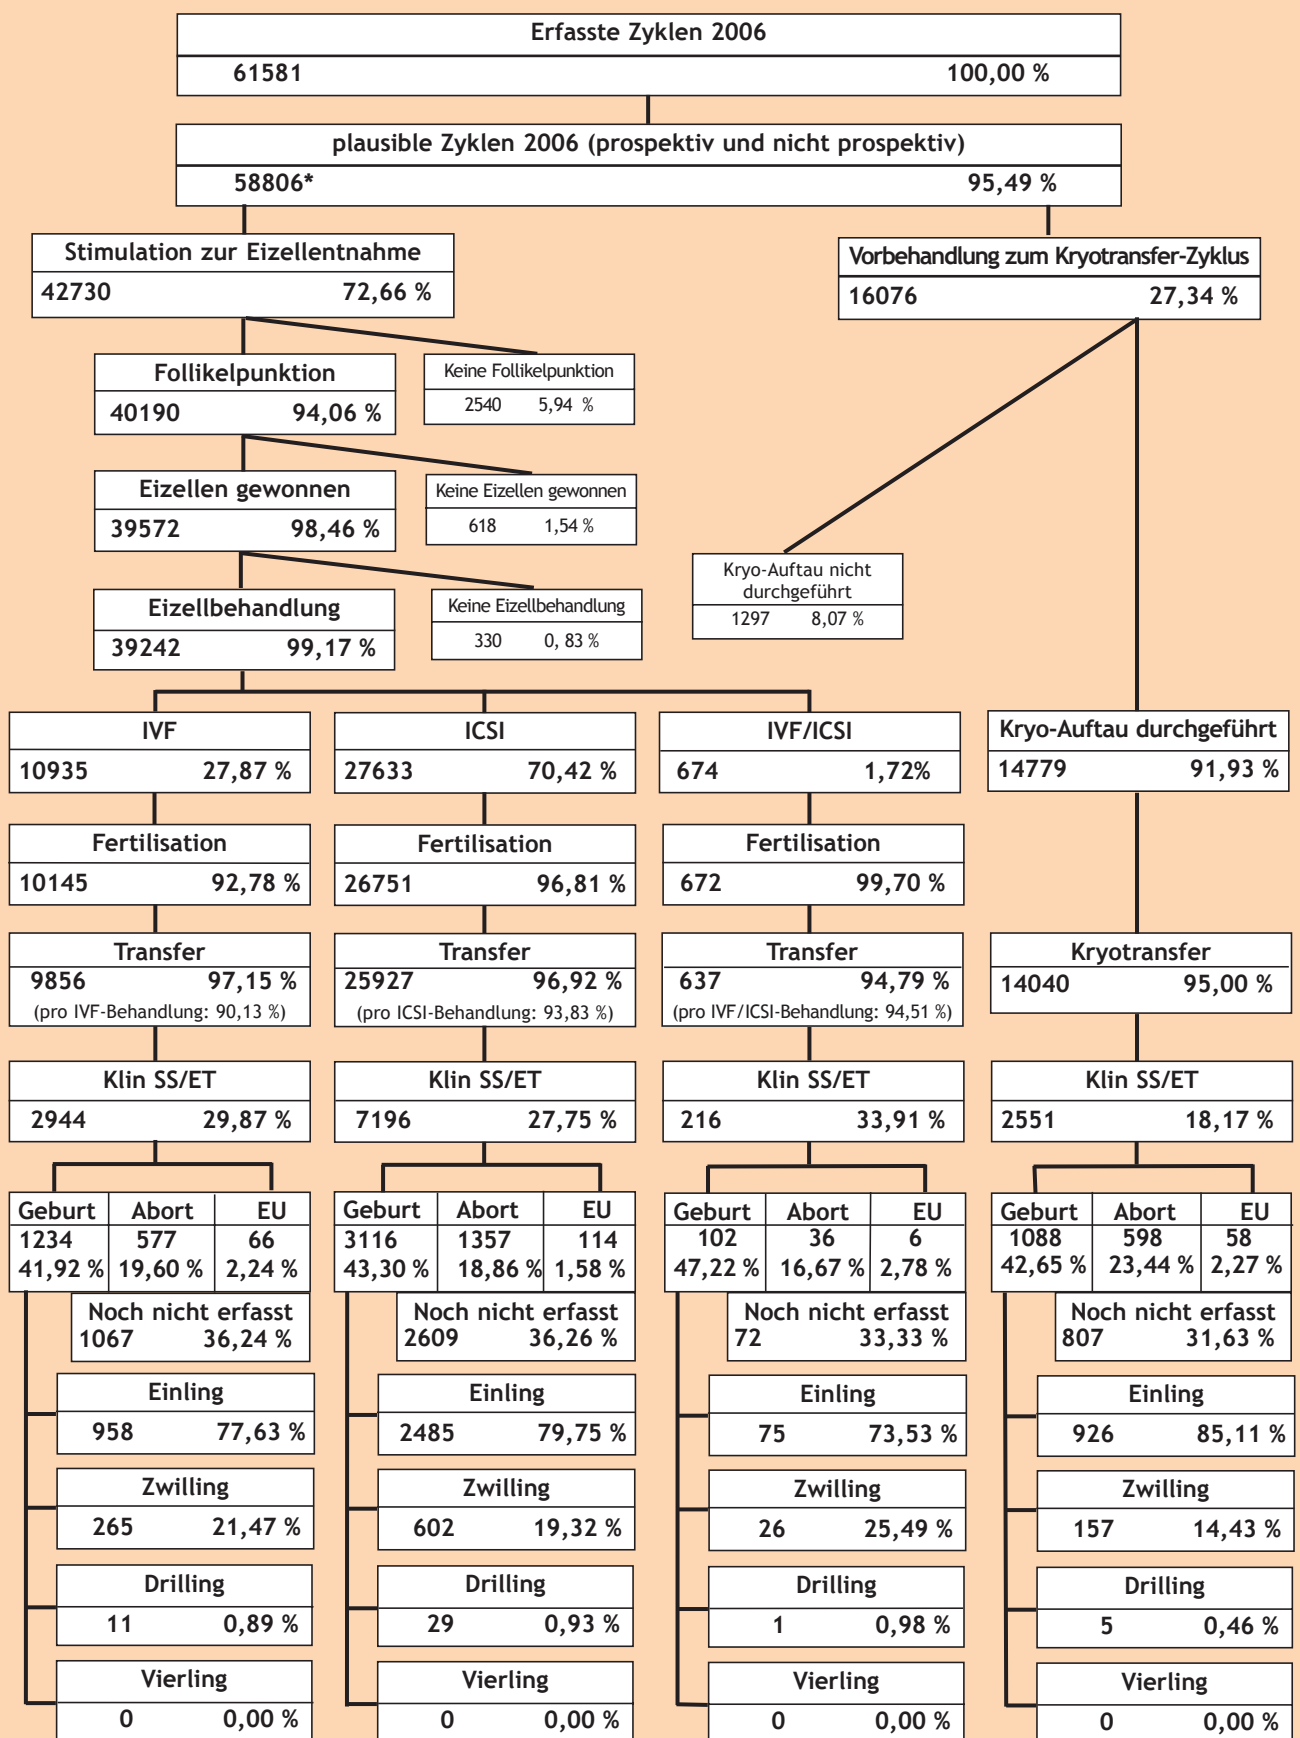 Erfasste Zyklen 2006
61581 100,00 %
plausible Zyklen 2006 (prospektiv und nicht prospektiv)
58806* 95,49 %
Stimulation zur Eizellentnahme
42730 72,66 %
Vorbehandlung zum Kryotransfer-Zyklus
16076 27,34 %
Follikelpunktion
40190 94,06 %
Keine Follikelpunktion
2540 5,94 %
Eizellen gewonnen
39572 98,46 %
Keine Eizellen gewonnen
618 1,54 %
Eizellbehandlung
39242 99,17 %
Keine Eizellbehandlung
330 0, 83 %
Kryo-Auftau nicht
durchgeführt
1297 8,07 %
IVF
10935 27,87 %
ICSI
27633 70,42 %
IVF/ICSI
674 1,72%
Kryo-Auftau durchgeführt
14779 91,93 %
Fertilisation
10145 92,78 %
Fertilisation
26751 96,81 %
Fertilisation
672 99,70 %
Transfer
9856 97,15 %
(pro IVF-Behandlung: 90,13 %)
Transfer
25927 96,92 %
(pro ICSI-Behandlung: 93,83 %)
Transfer
637 94,79 %
(pro IVF/ICSI-Behandlung: 94,51 %)
Kryotransfer
14040 95,00 %
Klin SS/ET
2944 29,87 %
Klin SS/ET
7196 27,75 %
Klin SS/ET
216 33,91 %
Klin SS/ET
2551 18,17 %
Geburt Abort EU
1234 577 66
41,92 % 19,60 % 2,24 %
Noch nicht erfasst
1067 36,24 %
Geburt Abort EU
3116 1357 114
43,30 % 18,86 % 1,58 %
Noch nicht erfasst
2609 36,26 %
Geburt Abort EU
102 36 6
47,22 % 16,67 % 2,78 %
Noch nicht erfasst
72 33,33 %
Geburt Abort EU
1088 598 58
42,65 % 23,44 % 2,27 %
Noch nicht erfasst
807 31,63 %
Einling
958 77,63 %
Einling
2485 79,75 %
Einling
75 73,53 %
Einling
926 85,11 %
Zwilling
265 21,47 %
Zwilling
602 19,32 %
Zwilling
26 25,49 %
Zwilling
157 14,43 %
Drilling
11 0,89 %
Drilling
29 0,93 %
Drilling
1 0,98 %
Drilling
5 0,46 %
Vierling
0 0,00 %
Vierling
0 0,00 %
Vierling
0 0,00 %
Vierling
0 0,00 %